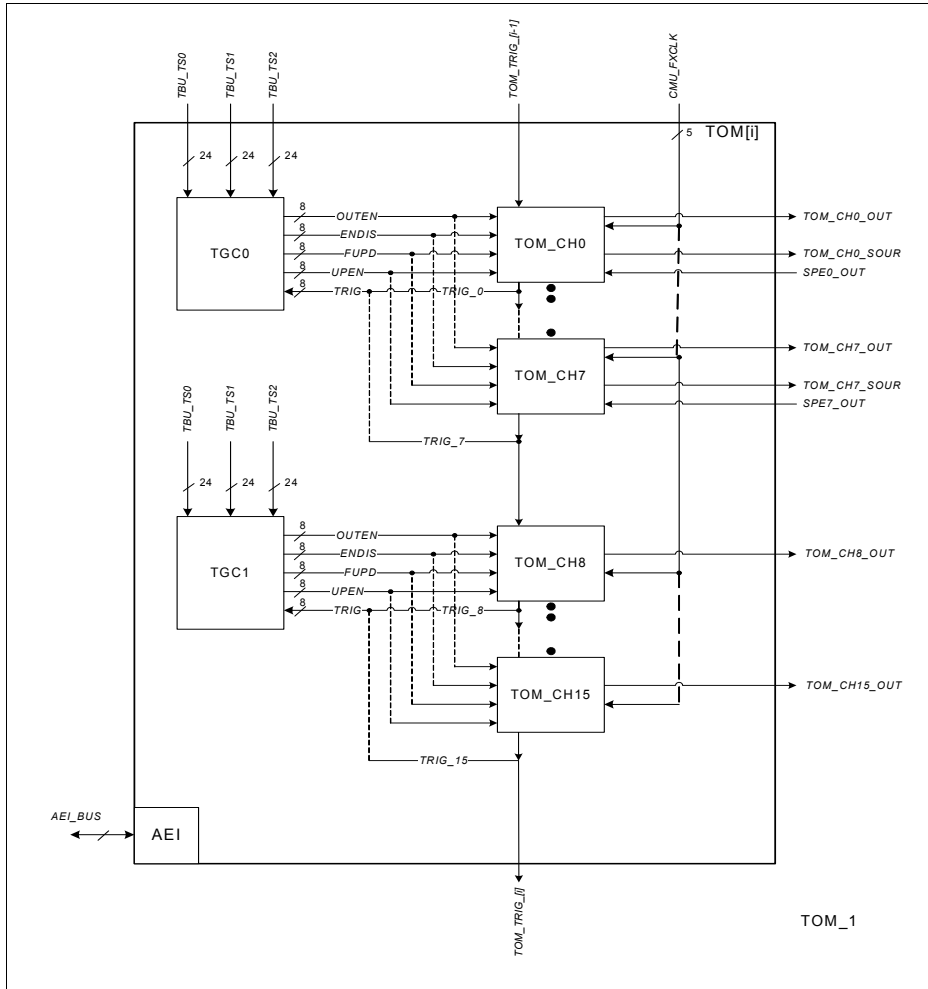 TBU_TS0
TBU_TS1
TBU_TS2
TOM_TRIG_[i-1]
CMU_FXCLK
5
TOM[i]
24
24
24
TGC0
8
OUTEN
8
ENDIS
8
FUPD
8
UPEN
8
TRIG
TRIG_0
TOM_CH0
TOM_CH0_OUT
TOM_CH0_SOUR
SPE0_OUT
TOM_CH7
TOM_CH7_OUT
TOM_CH7_SOUR
SPE7_OUT
TRIG_7
TBU_TS0
TBU_TS1
TBU_TS2
24
24
24
TGC1
8
OUTEN
8
ENDIS
8
FUPD
8
UPEN
8
TRIG
TRIG_8
TOM_CH8
TOM_CH8_OUT
TOM_CH15
TOM_CH15_OUT
TRIG_15
AEI_BUS
AEI
TOM_TRIG_[i]
TOM_1